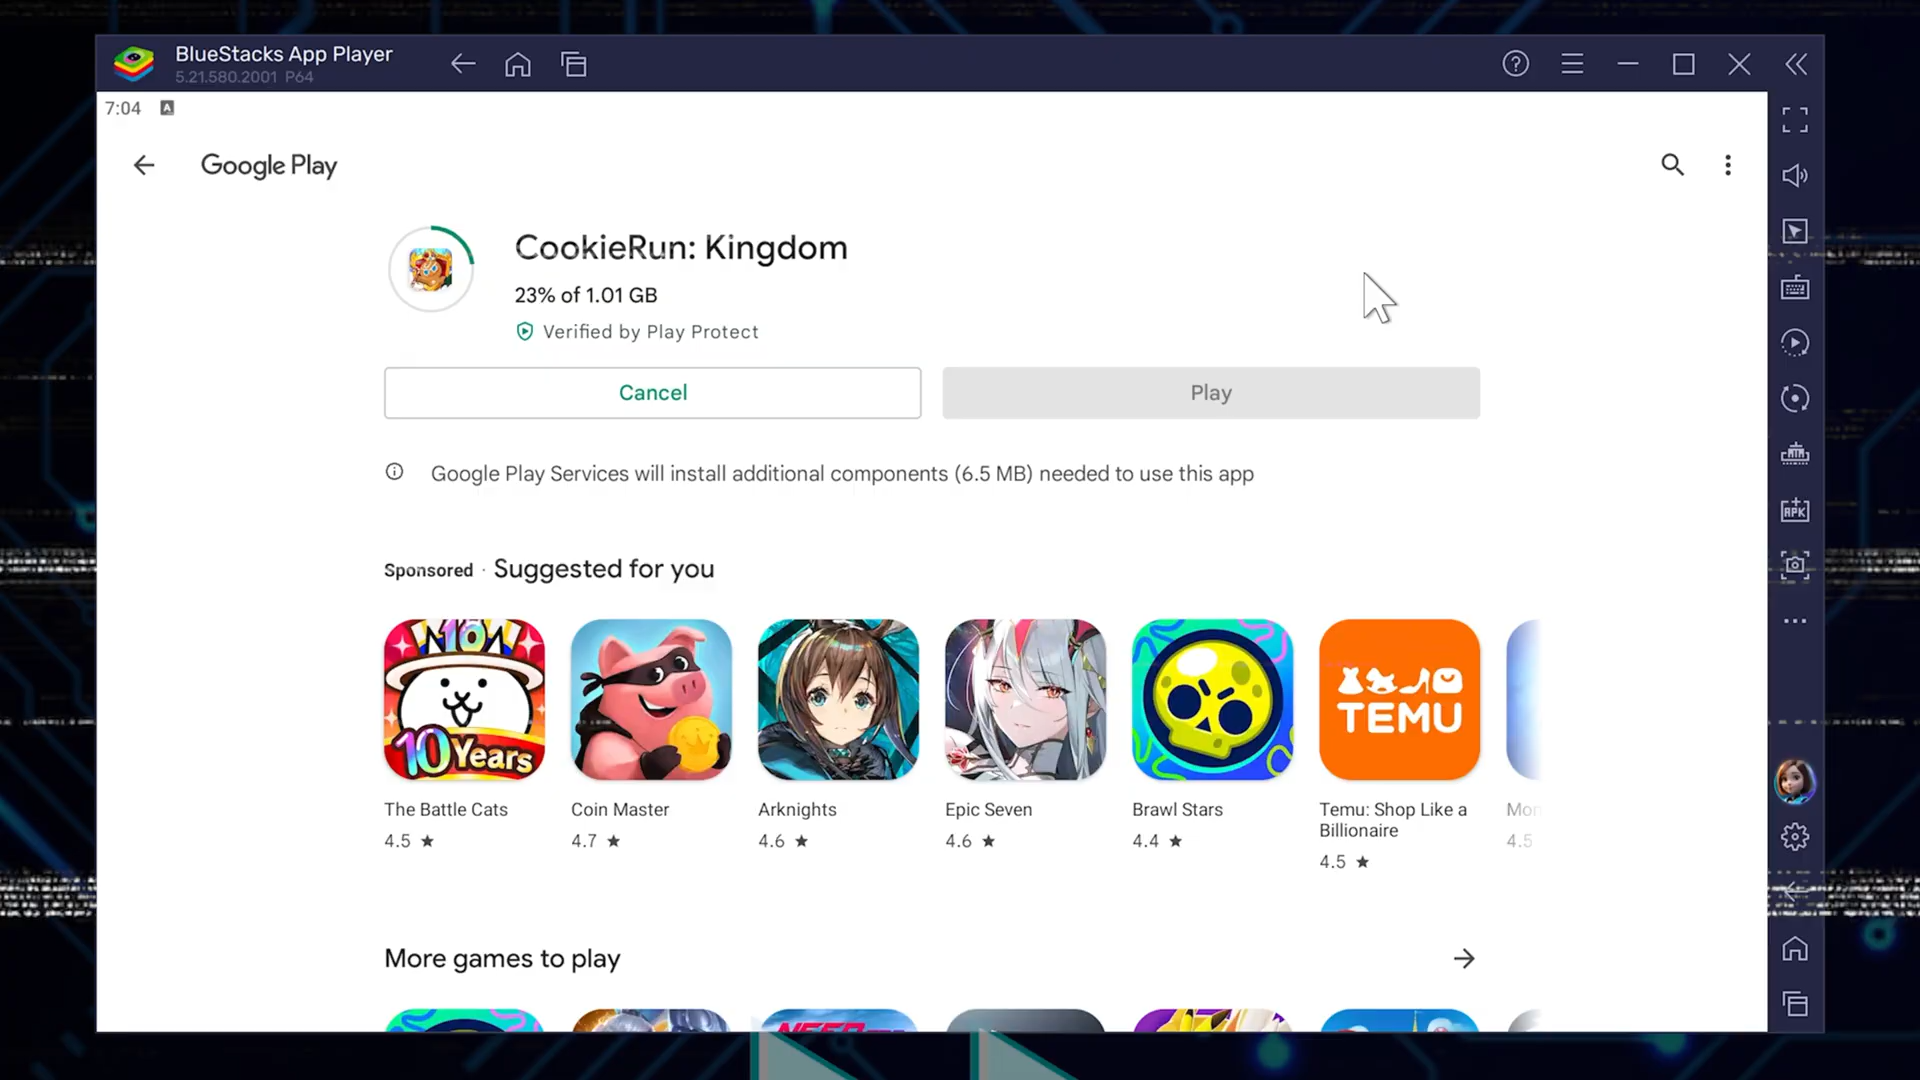 BlueStacks App Player
5.21.580.2001 P64
7:04
A
Google Play
CookieRun: Kingdom
23% of 1.01 GB
Verified by Play Protect
Cancel
Play
Google Play Services will install additional components (6.5 MB) needed to use this app
Sponsored · Suggested for you
10
10 Years
TEMU
The Battle Cats
4.5 ★
Coin Master
4.7 ★
Arknights
4.6 ★
Epic Seven
4.6 ★
Brawl Stars
4.4 ★
Temu: Shop Like a
Billionaire
4.5 ★
Mon
4.5
More games to play
APK